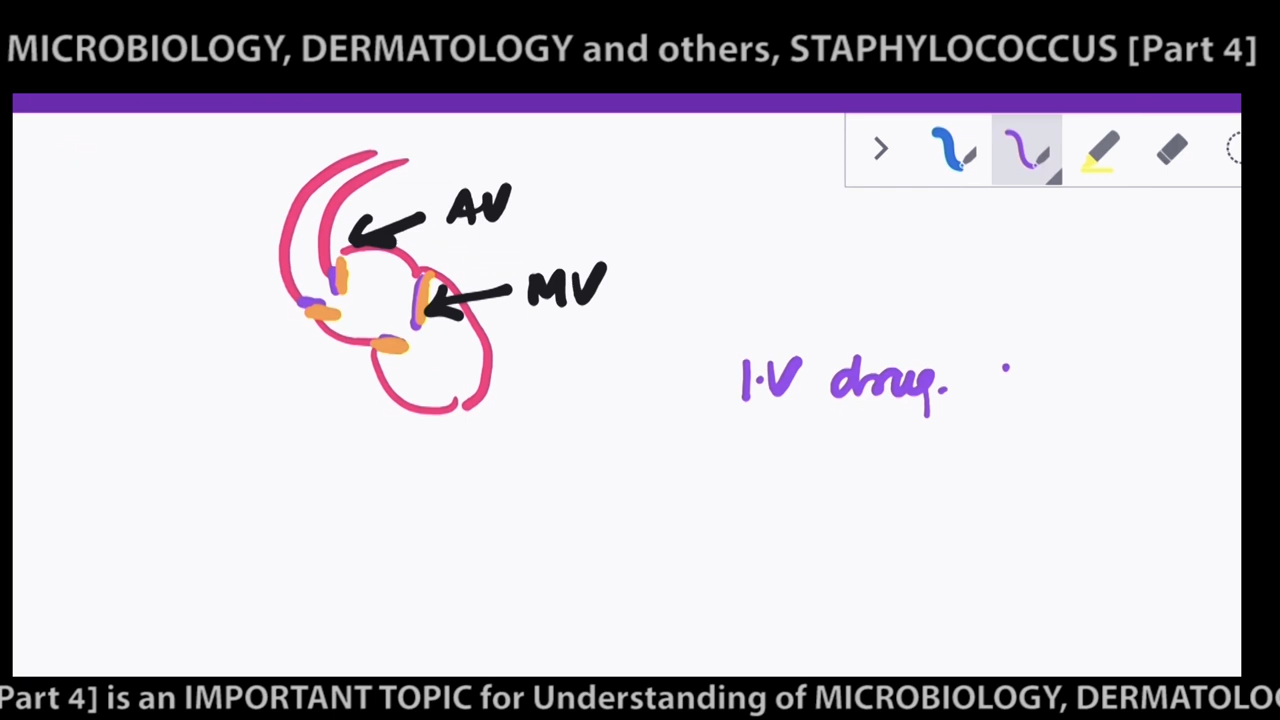 MICROBIOLOGY, DERMATOLOGY and others, STAPHYLOCOCCUS [Part 4]
AV
MV
I.V drug.
Part 4] is an IMPORTANT TOPIC for Understanding of MICROBIOLOGY, DERMATOLO